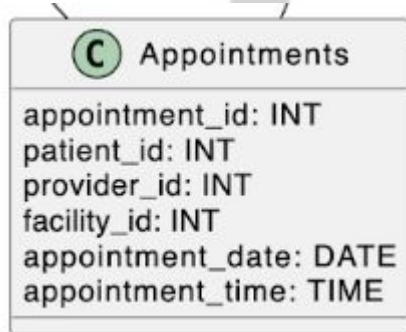 C Appointments
appointment_id: INT
patient_id: INT
provider_id: INT
facility_id: INT
appointment_date: DATE
appointment_time: TIME